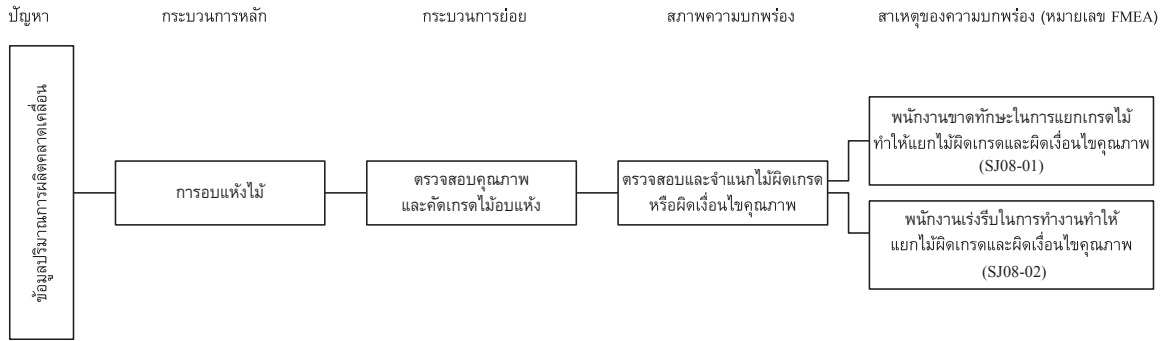 ปัญหา
กระบวนการหลัก
กระบวนการย่อย
สภาพความบกพร่อง
สาเหตุของความบกพร่อง (หมายเลข FMEA)
ข้อมูลปริมาณการผลิตคลาดเคลื่อน
การอบแห้งไม้
ตรวจสอบคุณภาพ
และคัดเกรดไม้อบแห้ง
ตรวจสอบและจำแนกไม้ผิดเกรด
หรือผิดเงื่อนไขคุณภาพ
พนักงานขาดทักษะในการแยกเกรดไม้
ทำให้แยกไม้ผิดเกรดและผิดเงื่อนไขคุณภาพ
(SJ08-01)
พนักงานเร่งรีบในการทำงานทำให้
แยกไม้ผิดเกรดและผิดเงื่อนไขคุณภาพ
(SJ08-02)